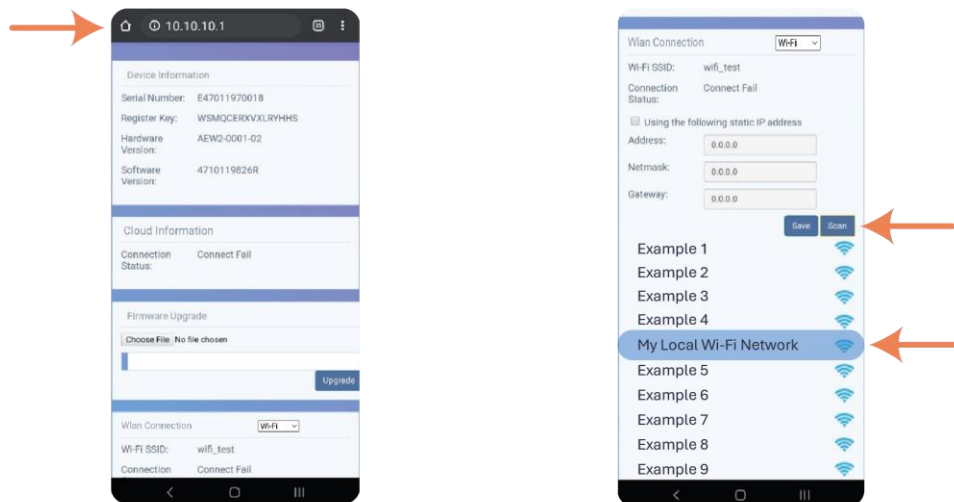 10.10.10.1
Device Information
Serial Number: E47011970018
Register Key: WSMQCERXVXLRYHHS
Hardware Version: AEW2-0001-02
Software Version: 4710119826R
Cloud Information
Connection Status: Connect Fail
Firmware Upgrade
Choose File No file chosen
Upgrade
Wlan Connection Wi-Fi
Wi-Fi SSID: wifi_test
Connection Connect Fail
Wlan Connection Wi-Fi
Wi-Fi SSID: wifi_test
Connection Status: Connect Fail
Using the following static IP address
Address: 0.0.0.0
Netmask: 0.0.0.0
Gateway: 0.0.0.0
Save Scan
Example 1
Example 2
Example 3
Example 4
My Local Wi-Fi Network
Example 5
Example 6
Example 7
Example 8
Example 9